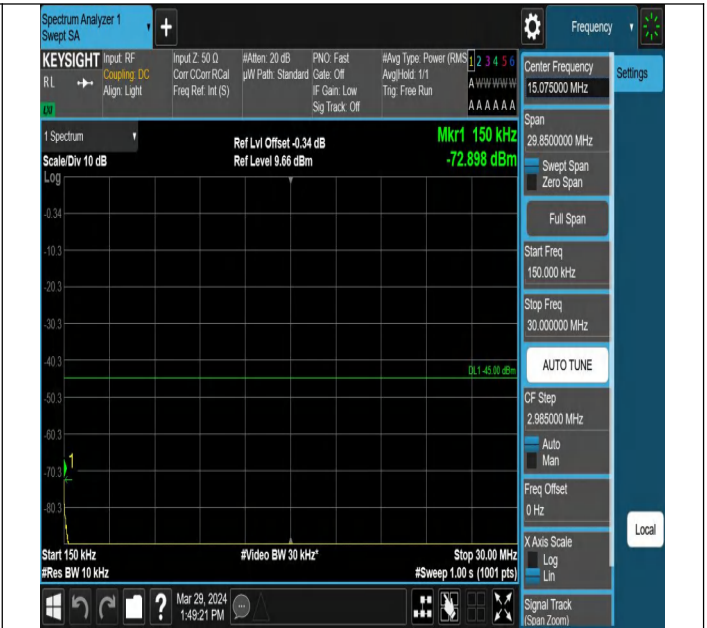 Spectrum Analyzer 1
Swept SA
+
Frequency
KEYSIGHT
RL
Input: RF
Coupling: DC
Align: Light
Input Z: 50 Ω
Corr CCorr RCal
Freq Ref: Int (S)
#Atten: 20 dB
µW Path: Standard
PNO: Fast
Gate: Off
IF Gain: Low
Sig Track: Off
#Avg Type: Power (RMS
Avg|Hold: 1/1
Trig: Free Run
1 2 3 4 5 6
A W W W W W
A A A A A A
1 Spectrum
Scale/Div 10 dB
Log
Ref Lvl Offset -0.34 dB
Ref Level 9.66 dBm
Mkr1 150 kHz
-72.898 dBm
-0.34
-10.3
-20.3
-30.3
-40.3
-50.3
-60.3
-70.3
-80.3
DL1 -45.00 dBm
1
Start 150 kHz
#Res BW 10 kHz
#Video BW 30 kHz*
Stop 30.00 MHz
#Sweep 1.00 s (1001 pts)
Center Frequency
15.075000 MHz
Settings
Span
29.8500000 MHz
Swept Span
Zero Span
Full Span
Start Freq
150.000 kHz
Stop Freq
30.000000 MHz
AUTO TUNE
CF Step
2.985000 MHz
Auto
Man
Freq Offset
0 Hz
X Axis Scale
Log
Lin
Signal Track
(Span Zoom)
Local
?
Mar 29, 2024
1:49:21 PM